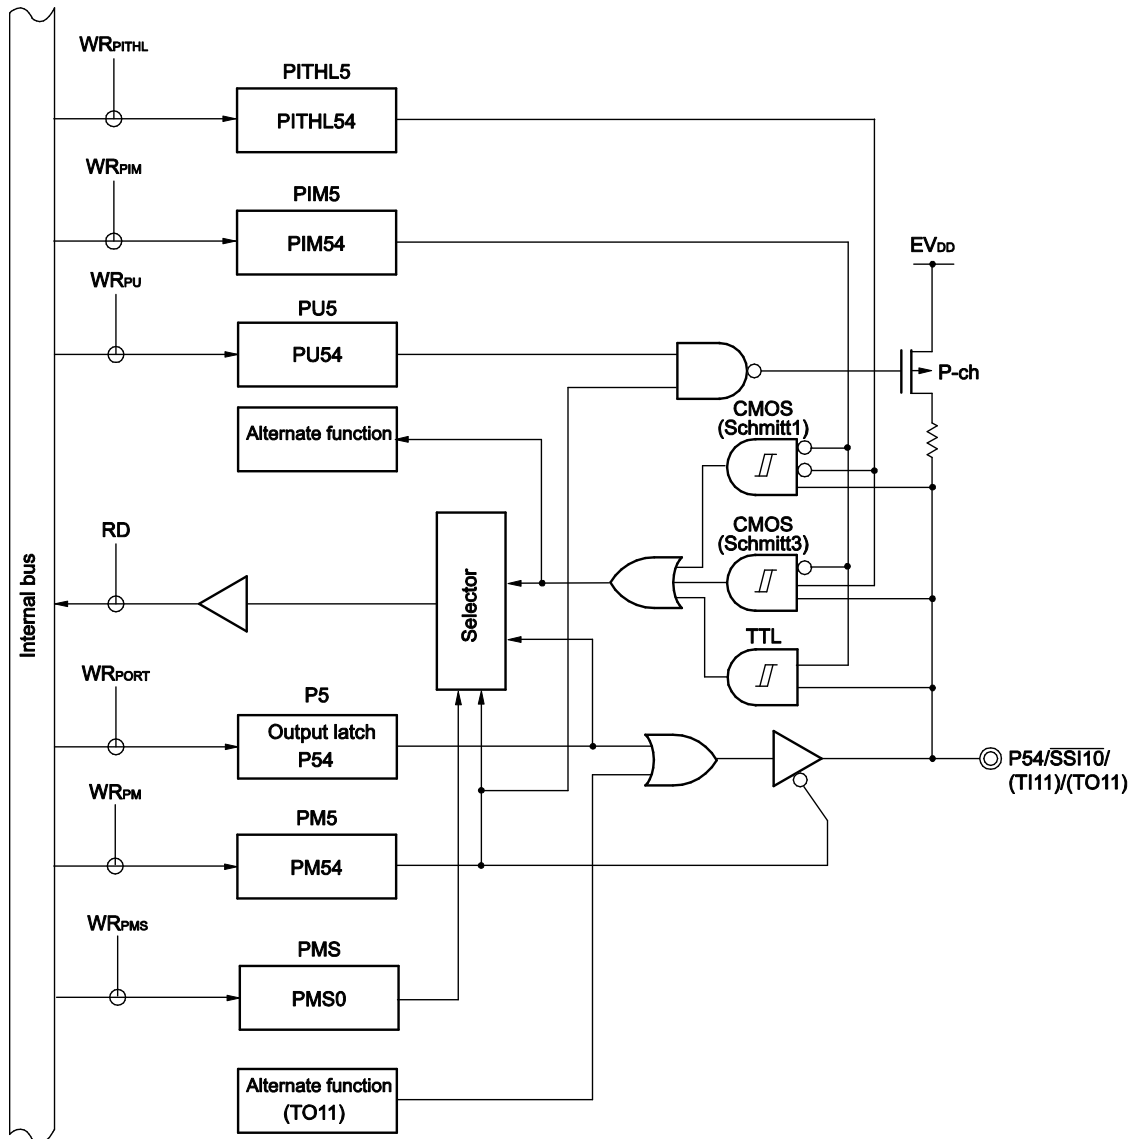 WRPITHL
PITHL5
PITHL54
WRPIM
PIM5
PIM54
EVDD
WRPU
PU5
PU54
P-ch
CMOS
(Schmitt1)
Alternate function
RD
CMOS
(Schmitt3)
Internal bus
Selector
TTL
WRPORT
P5
Output latch
P54
P54/SSI10/
(TI11)/(TO11)
WRPM
PM5
PM54
WRPMS
PMS
PMS0
Alternate function
(TO11)